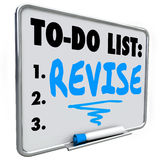 TO-DO LIST:
1. REVISE
2.
3.